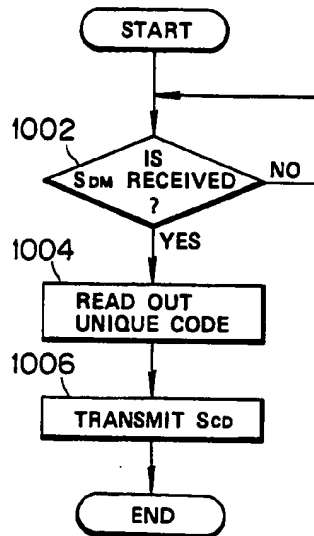 START
1002
IS
SDM RECEIVED
?
NO
YES
1004
READ OUT
UNIQUE CODE
1006
TRANSMIT SCD
END